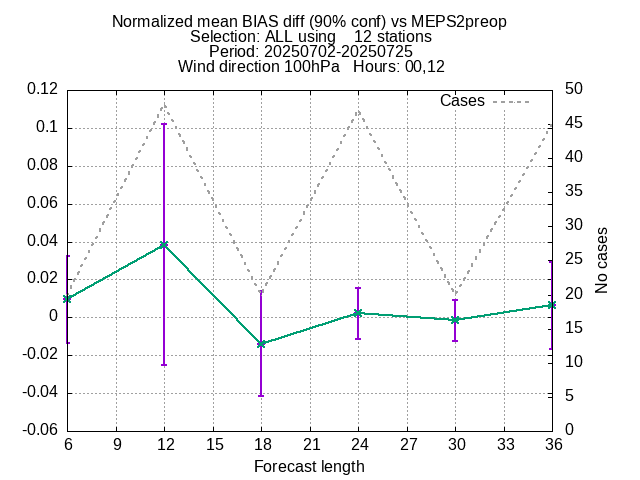 Normalized mean BIAS diff (90% conf) vs MEPS2preop
Selection: ALL using    12 stations
Period: 20250702-20250725
Wind direction 100hPa   Hours: 00,12
Cases
0.12
0.1
0.08
0.06
0.04
0.02
0
-0.02
-0.04
-0.06
50
45
40
35
30
25
20
15
10
5
0
No cases
6 9 12 15 18 21 24 27 30 33 36
Forecast length